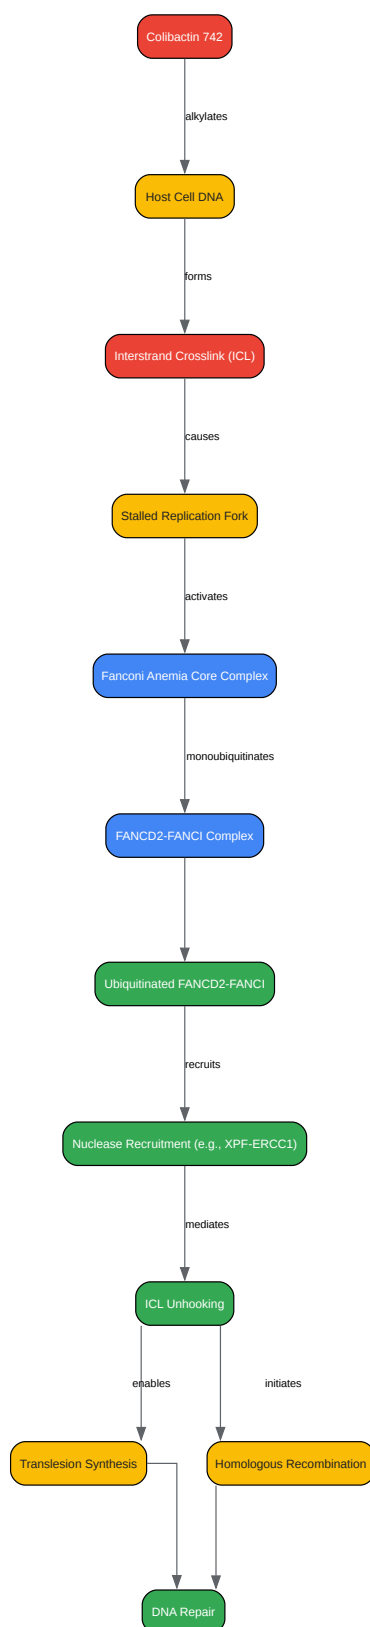 Colibactin 742
alkylates
Host Cell DNA
forms
Interstrand Crosslink (ICL)
causes
Stalled Replication Fork
activates
Fanconi Anemia Core Complex
monoubiquitinates
FANCD2-FANCI Complex
Ubiquitinated FANCD2-FANCI
recruits
Nuclease Recruitment (e.g., XPF-ERCC1)
mediates
ICL Unhooking
enables
initiates
Translesion Synthesis
Homologous Recombination
DNA Repair